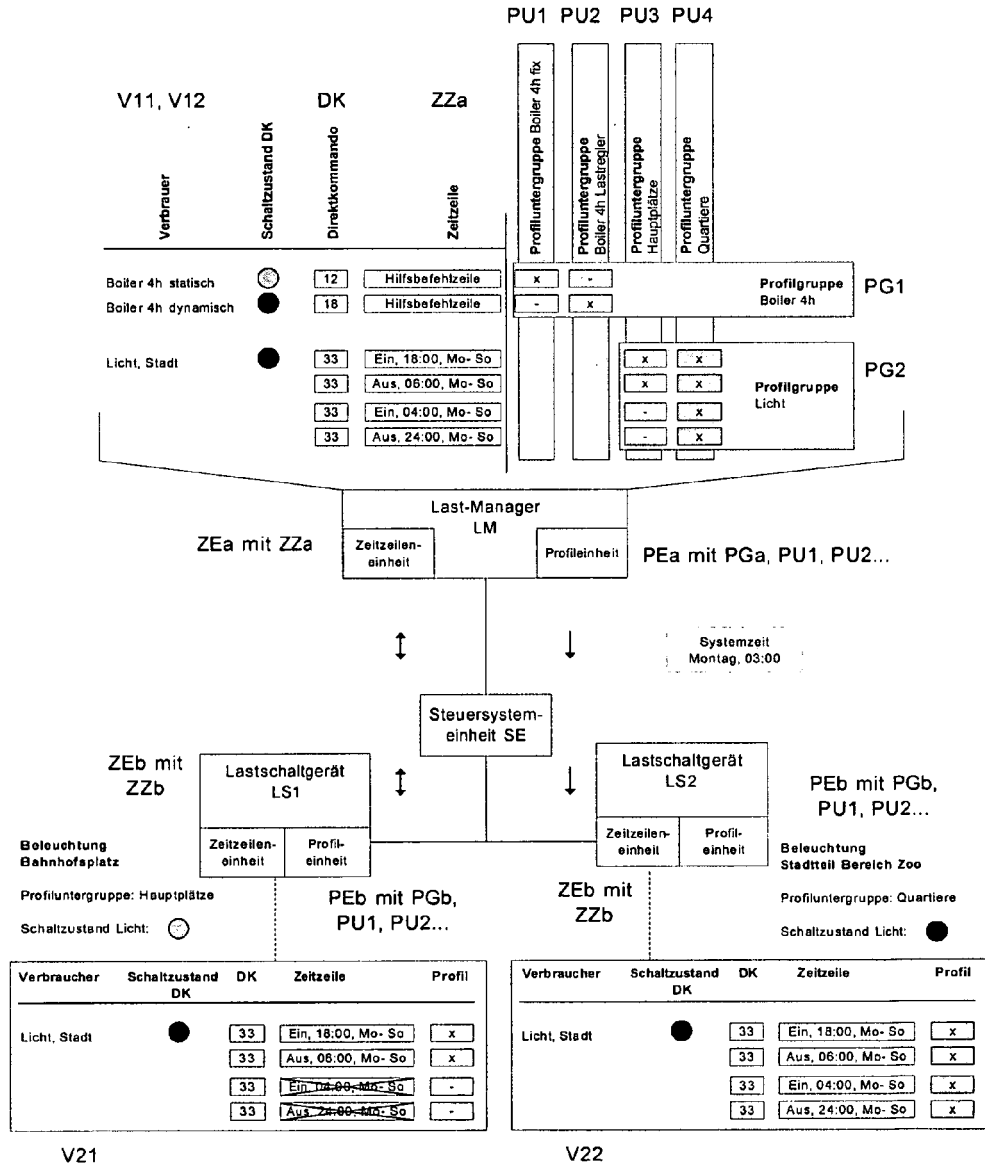 PU1 PU2 PU3 PU4
V11, V12 DK ZZa
Verbrauer
Schaltzustand DK
Direktkommando
Zeitzeile
Profiluntergruppe Boiler 4h fix
Profiluntergruppe
Boiler 4h Lastregler
Profiluntergruppe
Hauptplätze
Profiluntergruppe
Quartiere
Boiler 4h statisch 12 Hilfsbefehlzeile x -
Boiler 4h dynamisch 18 Hilfsbefehlzeile - x
Profilgruppe
Boiler 4h
PG1
Licht, Stadt 33 Ein, 18:00, Mo- So x x
33 Aus, 06:00, Mo- So x x
33 Ein, 04:00, Mo- So - x
33 Aus, 24:00, Mo- So - x
Profilgruppe
Licht
PG2
Last-Manager
LM
ZEa mit ZZa
Zeitzeilen-
einheit
Profileinheit
PEa mit PGa, PU1, PU2...
Systemzeit
Montag, 03:00
Steuersystem-
einheit SE
ZEb mit
ZZb
Lastschaltgerät
LS1
Zeitzeilen-
einheit
Profil-
einheit
Lastschaltgerät
LS2
Zeitzeilen-
einheit
Profil-
einheit
PEb mit PGb,
PU1, PU2...
Beleuchtung
Bahnhofsplatz
Profiluntergruppe: Hauptplätze
Schaltzustand Licht:
PEb mit PGb,
PU1, PU2...
ZEb mit
ZZb
Beleuchtung
Stadtteil Bereich Zoo
Profiluntergruppe: Quartiere
Schaltzustand Licht:
Verbraucher Schaltzustand DK Zeitzeile Profil
DK
Licht, Stadt 33 Ein, 18:00, Mo- So x
33 Aus, 06:00, Mo- So x
33 Ein, 04:00, Mo- So -
33 Aus, 24:00, Mo- So -
V21
Verbraucher Schaltzustand DK Zeitzeile Profil
DK
Licht, Stadt 33 Ein, 18:00, Mo- So x
33 Aus, 06:00, Mo- So x
33 Ein, 04:00, Mo- So x
33 Aus, 24:00, Mo- So x
V22